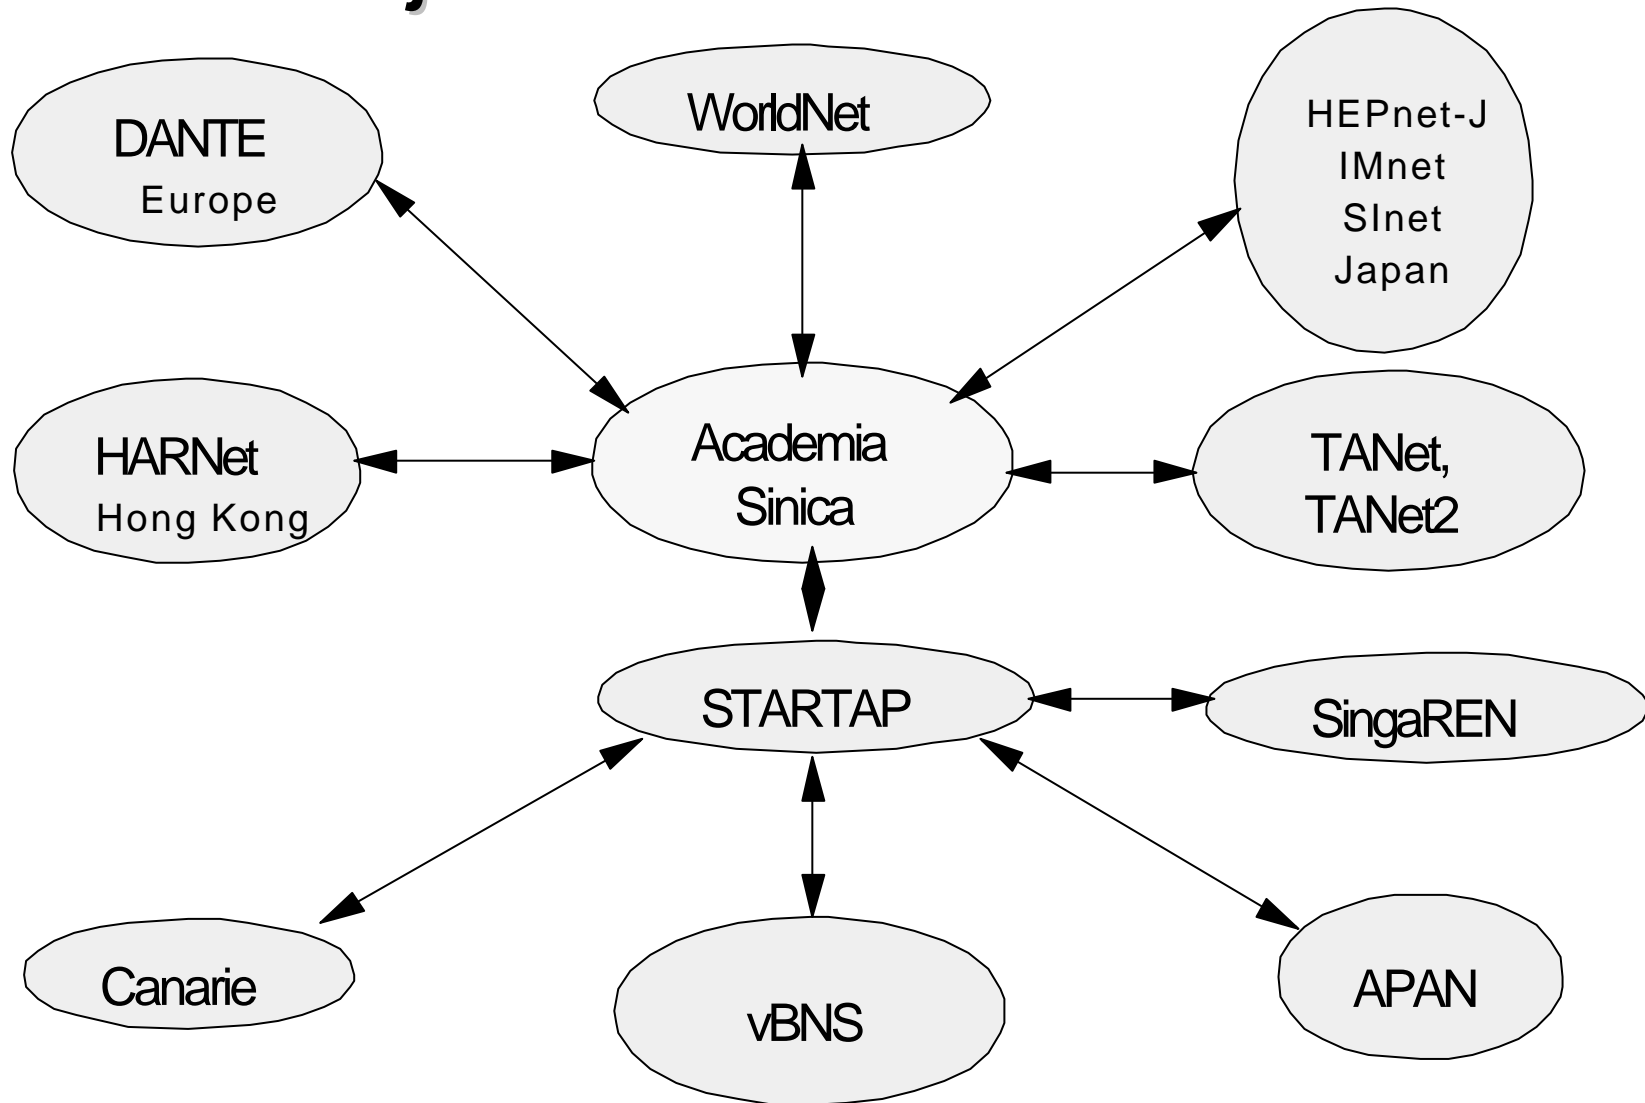 DANTE
Europe
WorldNet
HEPnet-J
IMnet
SInet
Japan
HARNet
Hong Kong
Academia
Sinica
TANet,
TANet2
STARTAP
SingaREN
Canarie
vBNS
APAN